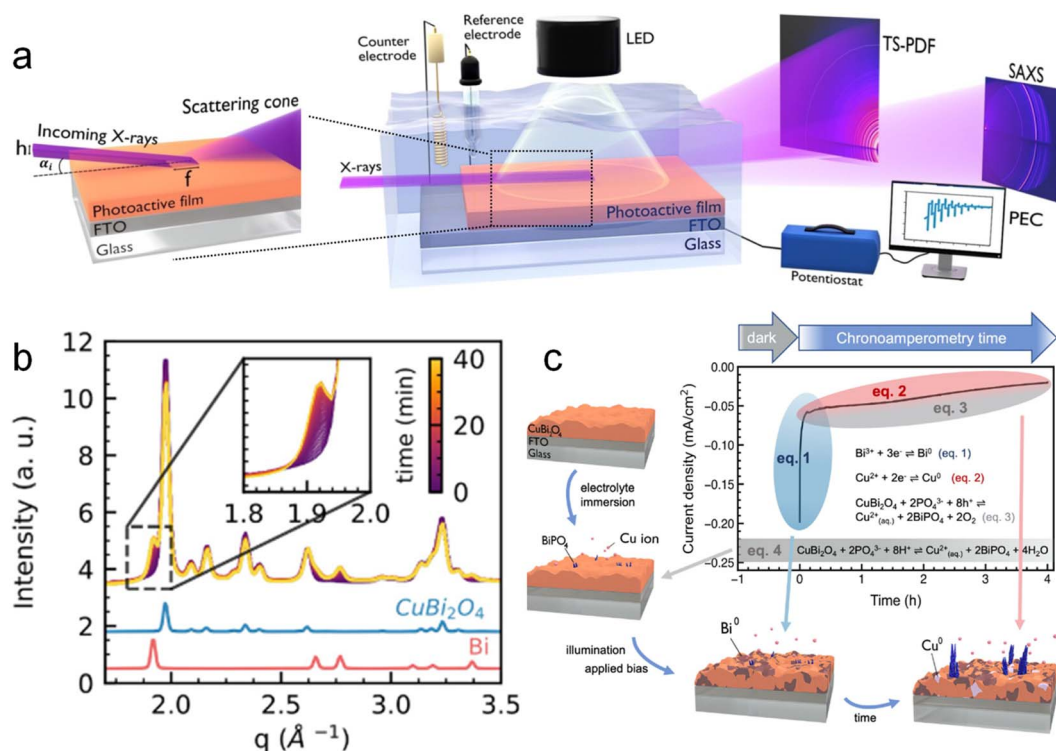 a
Counter
electrode
Reference
electrode
LED
TS-PDF
SAXS
Scattering cone
Incoming X-rays
h
αi
f
Photoactive film
FTO
Glass
X-rays
Photoactive film
FTO
Glass
PEC
Potentiostat
b
12
10
8
6
4
2
0
Intensity (a. u.)
1.8 1.9 2.0
40
20
0
time (min)
CuBi₂O₄
Bi
2.0 2.5 3.0 3.5
q (Å ⁻¹)
c
dark
Chronoamperometry time
0.00
−0.05
−0.10
−0.15
−0.20
−0.25
Current density (mA/cm²)
eq. 2
eq. 3
eq. 1
Bi³⁺ + 3e⁻ ⇌ Bi⁰ (eq. 1)
Cu²⁺ + 2e⁻ ⇌ Cu⁰ (eq. 2)
CuBi₂O₄ + 2PO₄³⁻ + 8h⁺ ⇌
Cu²⁺(aq.) + 2BiPO₄ + 2O₂ (eq. 3)
eq. 4 CuBi₂O₄ + 2PO₄³⁻ + 8H⁺ ⇌ Cu²⁺(aq.) + 2BiPO₄ + 4H₂O
−1 0 1 2 3 4
Time (h)
CuBi₂O₄
FTO
Glass
electrolyte
immersion
BiPO₄
Cu ion
illumination
applied bias
Bi⁰
time
Cu⁰